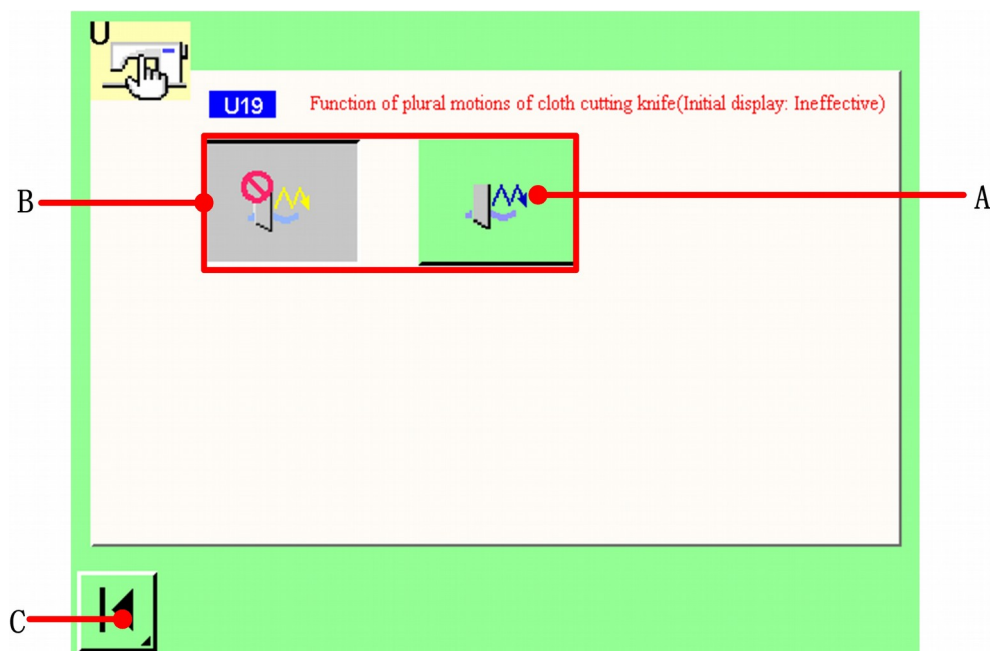 U
U19 Function of plural motions of cloth cutting knife(Initial display: Ineffective)
B
A
C